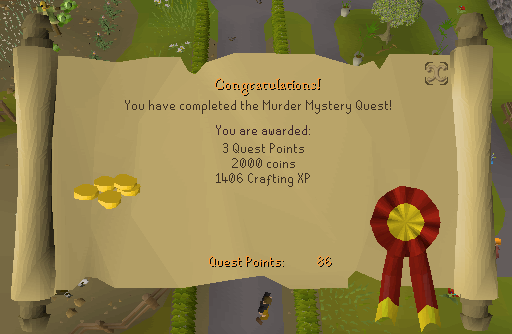 Congratulations!
You have completed the Murder Mystery Quest!
You are awarded:
3 Quest Points
2000 coins
1406 Crafting XP
Quest Points: 86